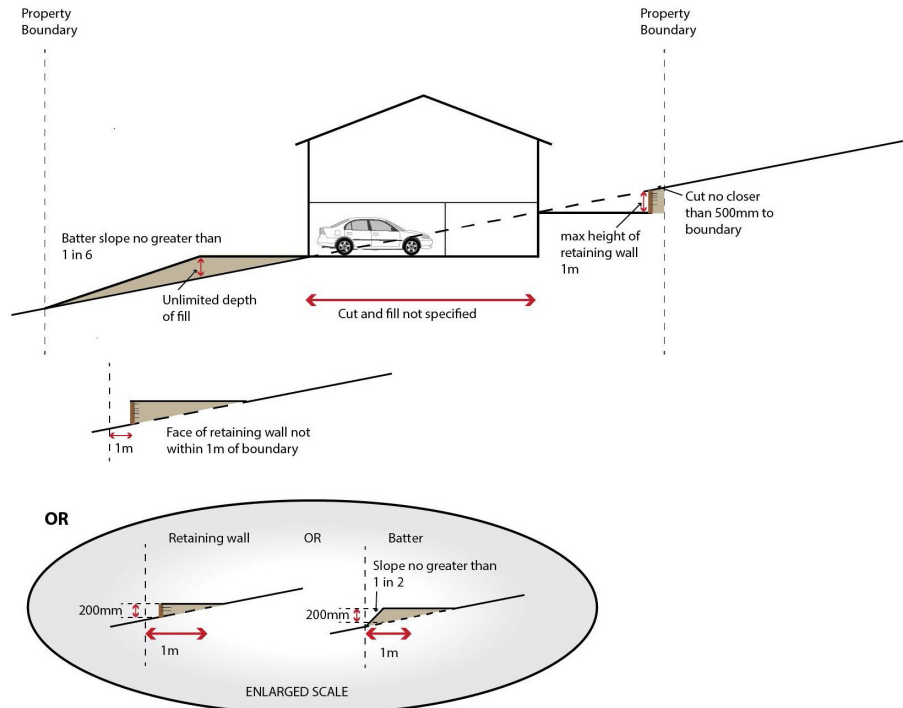 Property
Boundary
Property
Boundary
Batter slope no greater than
1 in 6
Unlimited depth
of fill
Cut and fill not specified
max height of
retaining wall
1m
Cut no closer
than 500mm to
boundary
1m
Face of retaining wall not
within 1m of boundary
OR
Retaining wall
OR
Batter
Slope no greater than
1 in 2
200mm
1m
200mm
1m
ENLARGED SCALE